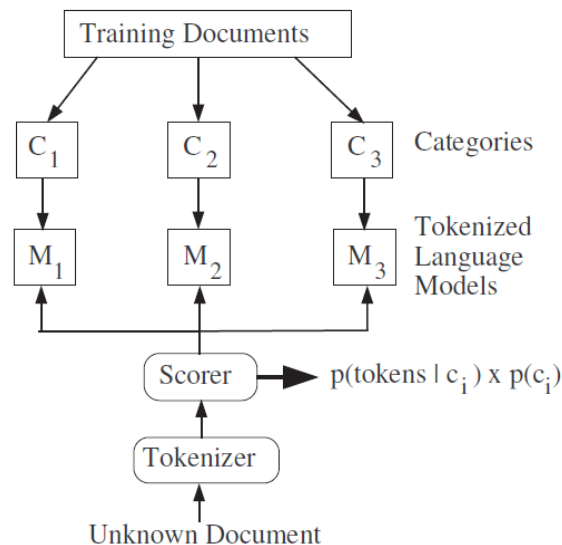 Training Documents
C1 C2 C3 Categories
M1 M2 M3 Tokenized
Language
Models
Scorer p(tokens | ci) x p(ci)
Tokenizer
Unknown Document